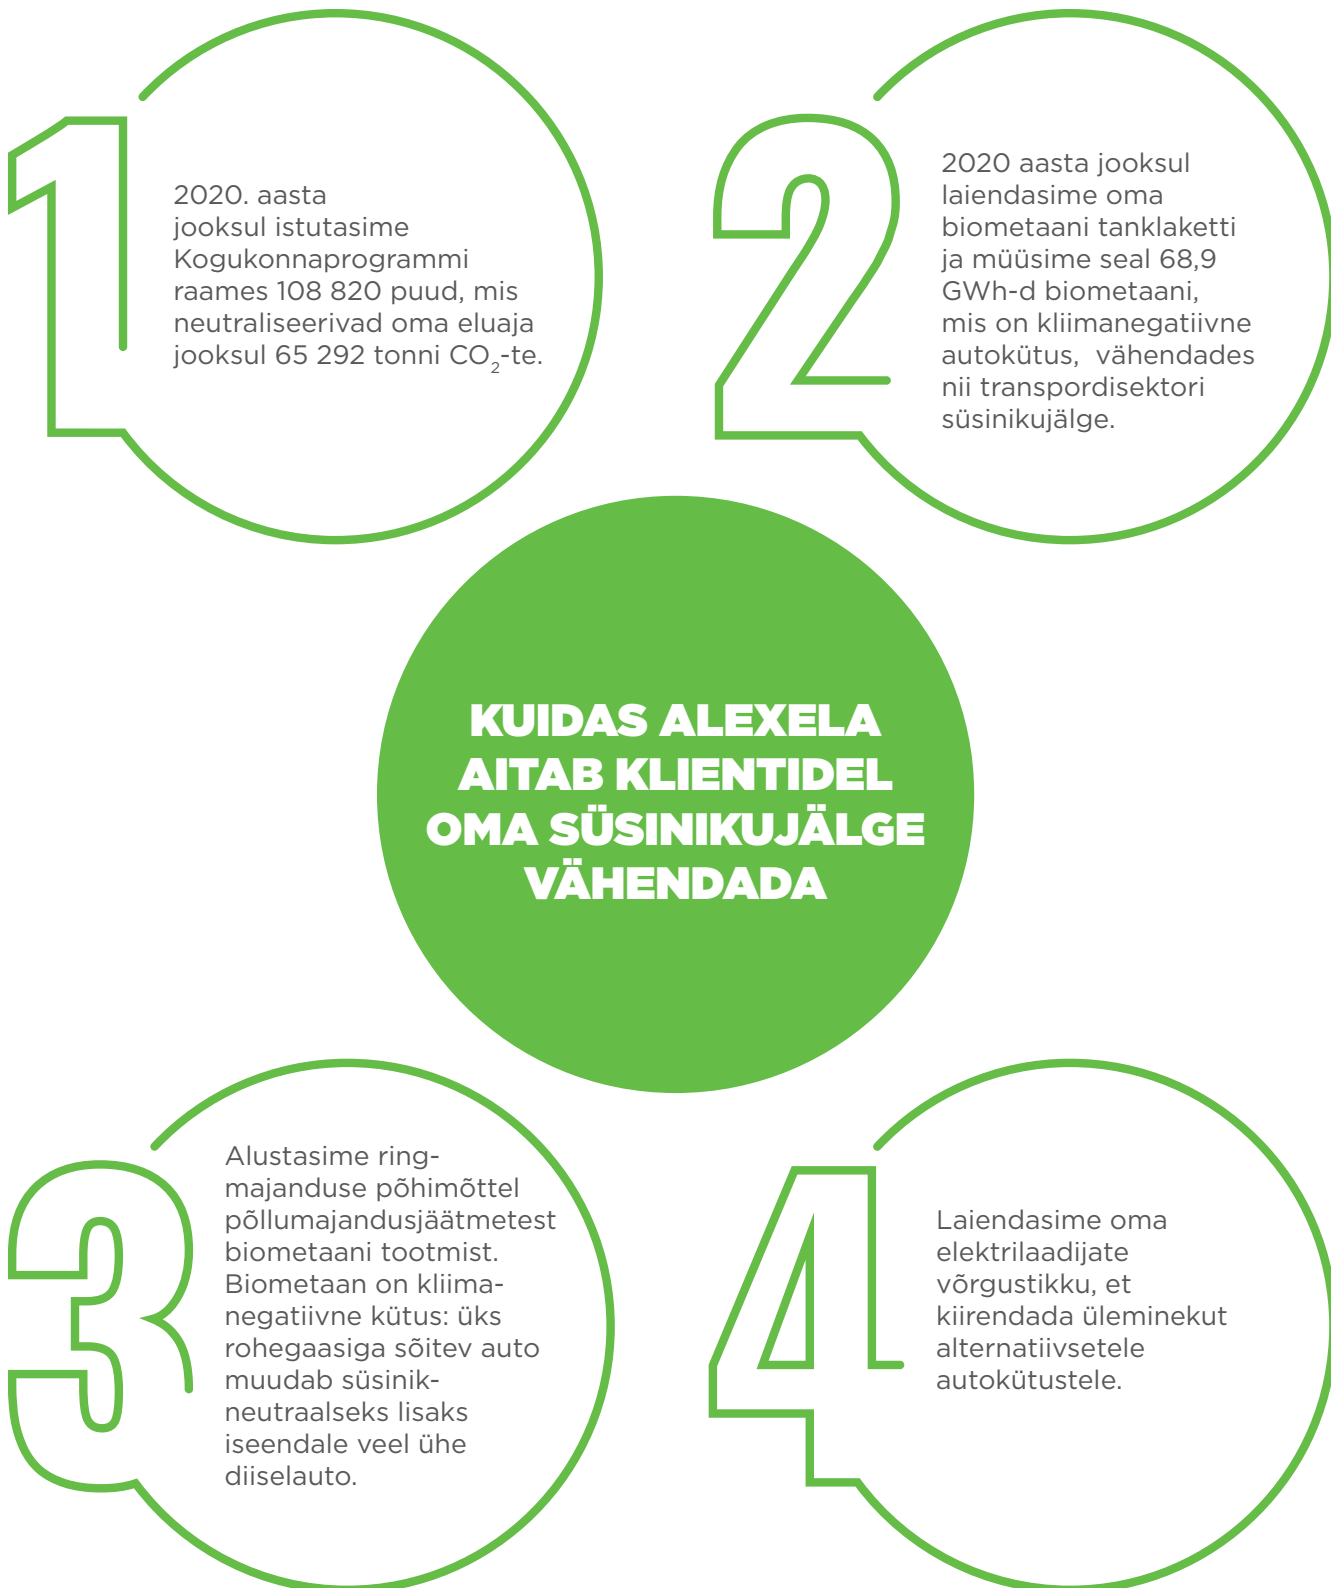 1
2020. aasta
jooksul istutasime
Kogukonnaprogrammi
raames 108 820 puud, mis
neutraliseerivad oma eluaja
jooksul 65 292 tonni CO₂-te.
2
2020 aasta jooksul
laiendasime oma
biometaani tanklaketti
ja müüsime seal 68,9
GWh-d biometaani,
mis on kliimanegatiivne
autokütus, vähendades
nii transpordisektori
süsinikujälge.
KUIDAS ALEXELA
AITAB KLIENTIDEL
OMA SÜSINIKUJÄLGE
VÄHENDADA
3
Alustasime ring-
majanduse põhimõttel
põllumajandusjäätmetest
biometaani tootmist.
Biometaan on kliima-
negatiivne kütus: üks
rohegaasiga sõitev auto
muudab süsinik-
neutraalseks lisaks
iseendale veel ühe
diiselauto.
4
Laiendasime oma
elektrilaadijate
võrgustikku, et
kiirendada üleminekut
alternatiivsetele
autokütustele.